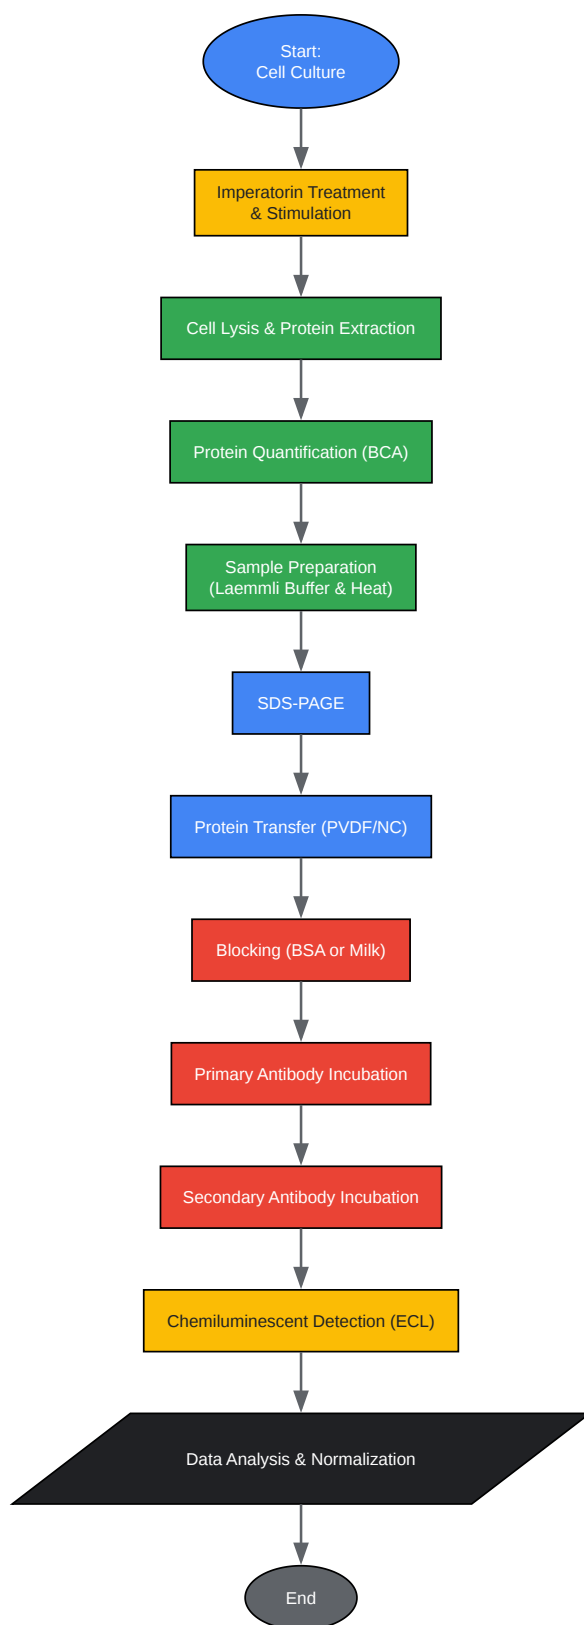 Start:
Cell Culture
Imperatorin Treatment
& Stimulation
Cell Lysis & Protein Extraction
Protein Quantification (BCA)
Sample Preparation
(Laemmli Buffer & Heat)
SDS-PAGE
Protein Transfer (PVDF/NC)
Blocking (BSA or Milk)
Primary Antibody Incubation
Secondary Antibody Incubation
Chemiluminescent Detection (ECL)
Data Analysis & Normalization
End